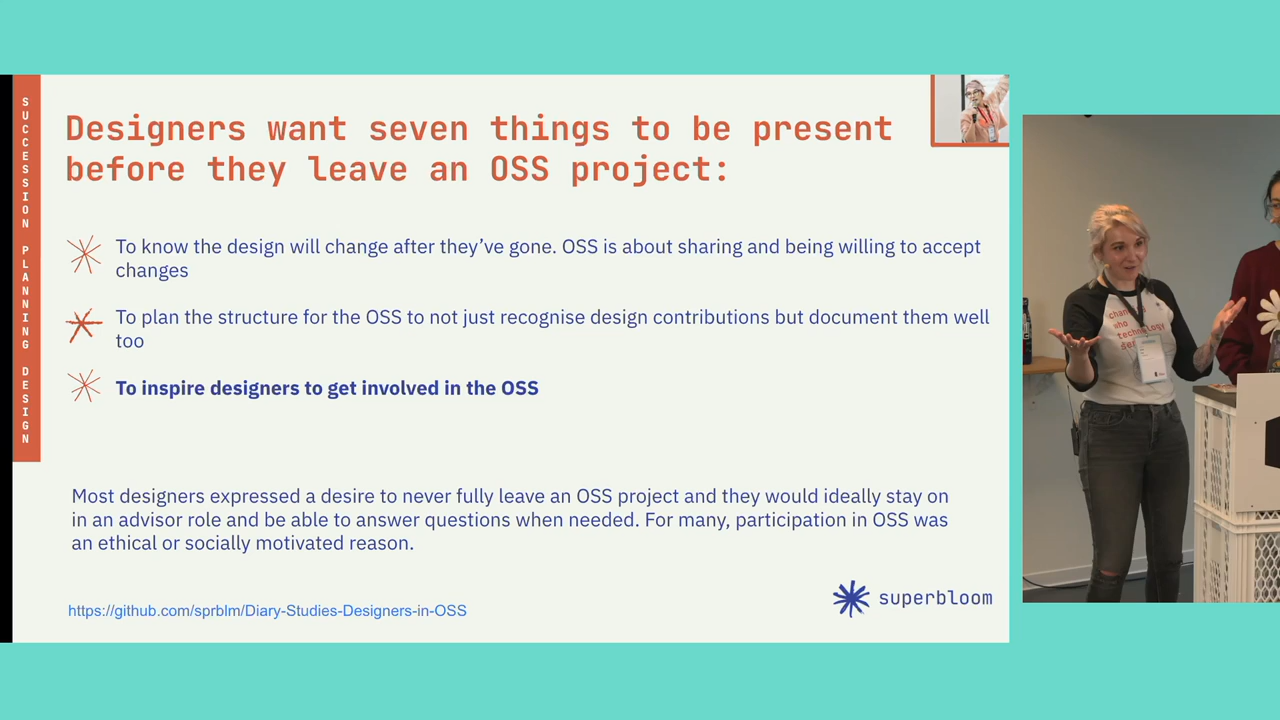 SUCCESSION PLANNING DESIGN
Designers want seven things to be present
before they leave an OSS project:
To know the design will change after they’ve gone. OSS is about sharing and being willing to accept
changes
To plan the structure for the OSS to not just recognise design contributions but document them well
too
To inspire designers to get involved in the OSS
Most designers expressed a desire to never fully leave an OSS project and they would ideally stay on
in an advisor role and be able to answer questions when needed. For many, participation in OSS was
an ethical or socially motivated reason.
https://github.com/sprblm/Diary-Studies-Designers-in-OSS
superbloom
who
technology